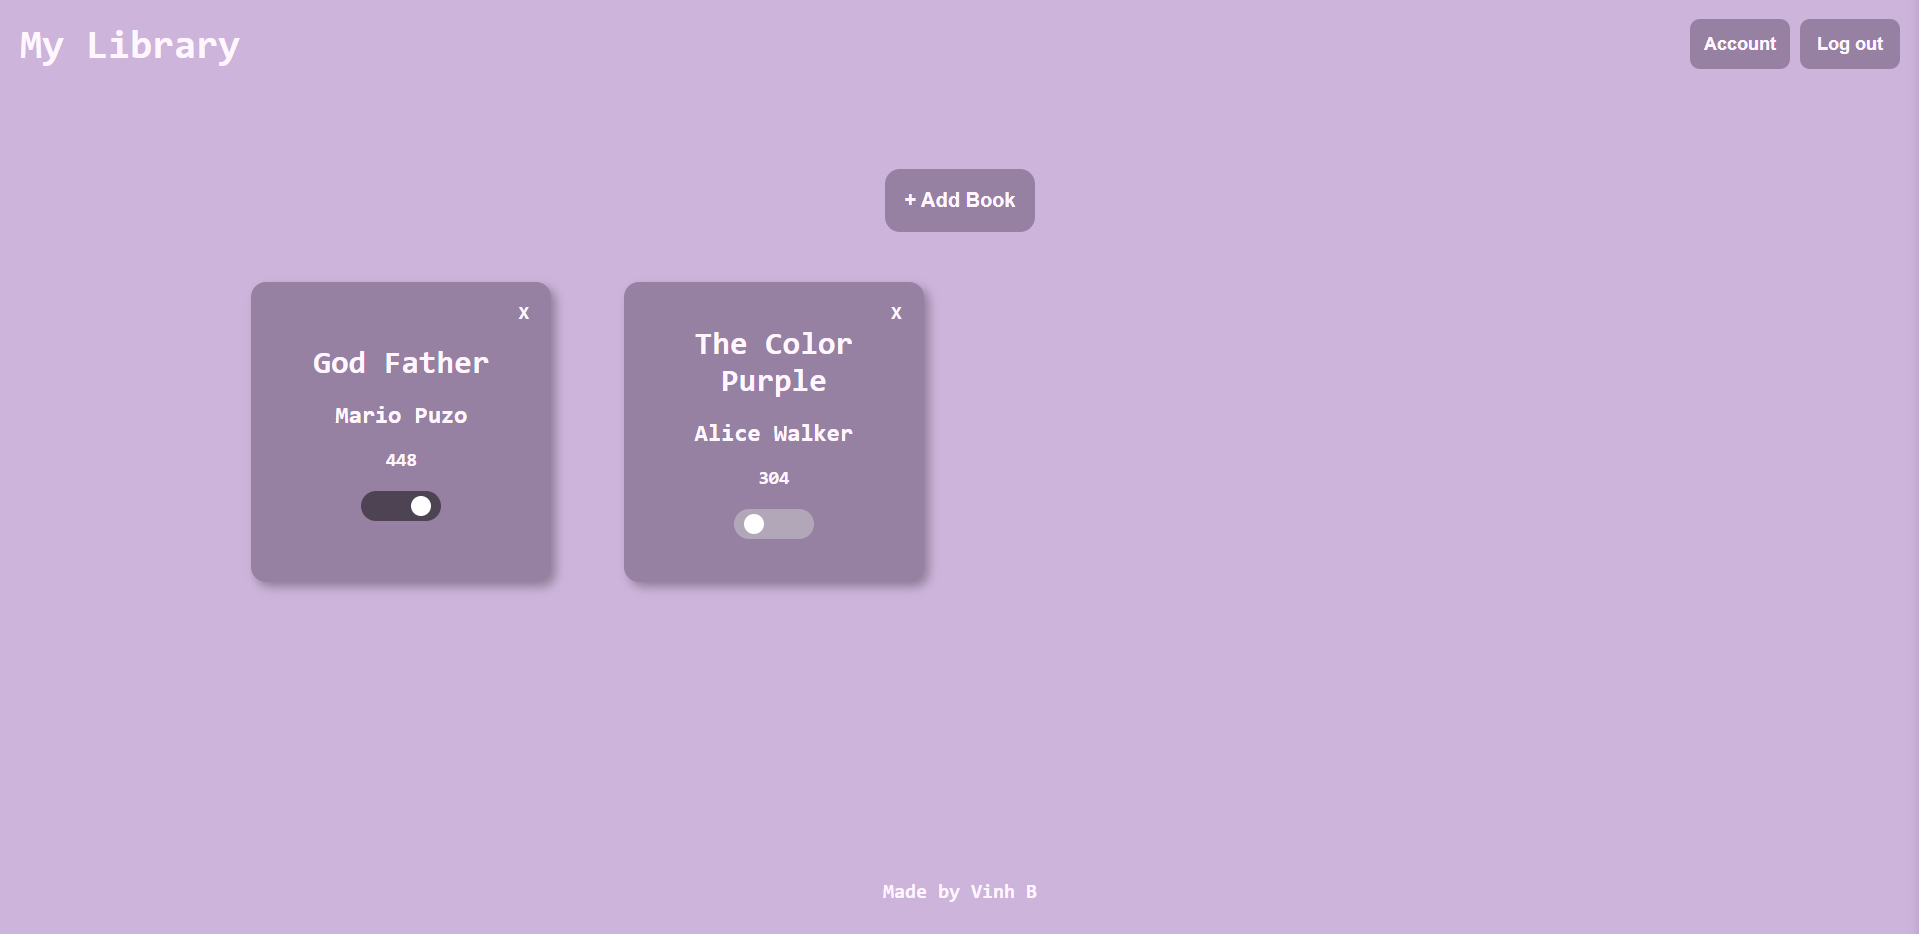 My Library
Account
Log out
+ Add Book
X
God Father
Mario Puzo
448
X
The Color
Purple
Alice Walker
304
Made by Vinh B